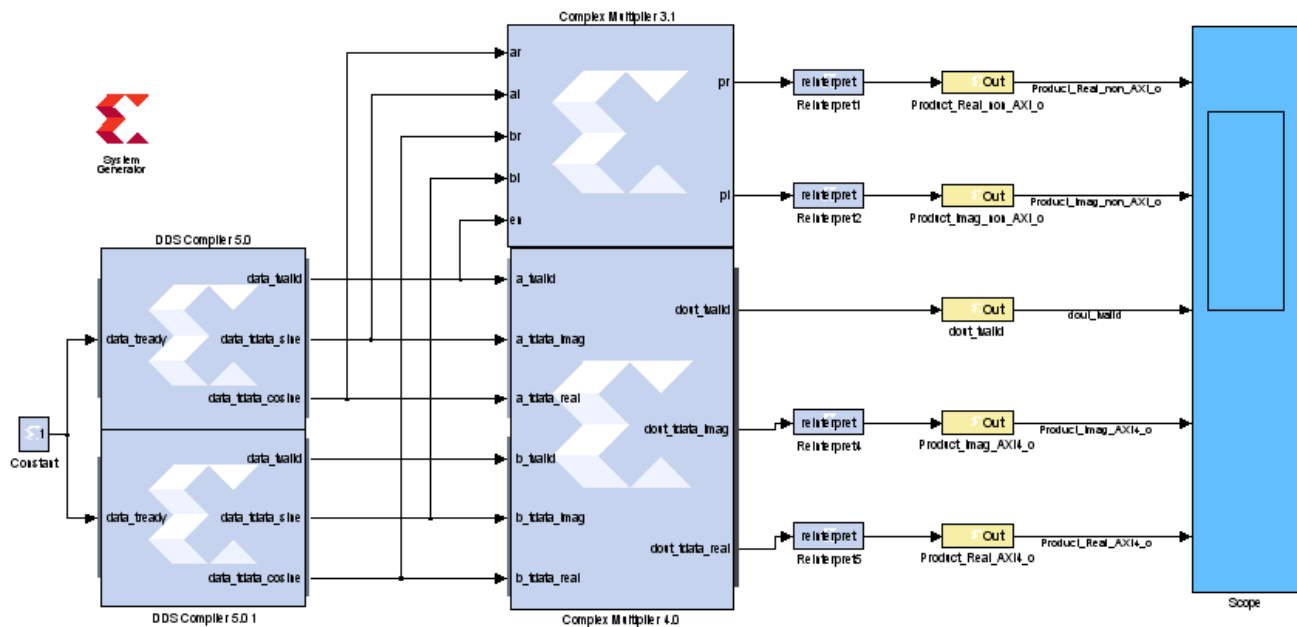 Complex Multiplier 3.1
ar
ai
br
bi
en
pr
pi
reinterpret
Reinterpret1
Out
Product_Real_non_AXI_o
Product_Real_non_AXI_o
reinterpret
Reinterpret2
Out
Product_Imag_non_AXI_o
Product_Imag_non_AXI_o
System
Generator
DDS Compiler 5.0
data_tready
data_tvalid
data_tdata_sine
data_tdata_cosine
a_tvalid
a_tdata_imag
a_tdata_real
b_tvalid
b_tdata_imag
b_tdata_real
dout_tvalid
dout_tdata_imag
dout_tdata_real
Complex Multiplier 4.0
Out
dout_tvalid
dout_tvalid
1
Constant
data_tready
data_tvalid
data_tdata_sine
data_tdata_cosine
DDS Compiler 5.0 1
reinterpret
Reinterpret4
Out
Product_Imag_AXI4_o
Product_Imag_AXI4_o
reinterpret
Reinterpret5
Out
Product_Real_AXI4_o
Product_Real_AXI4_o
Scope